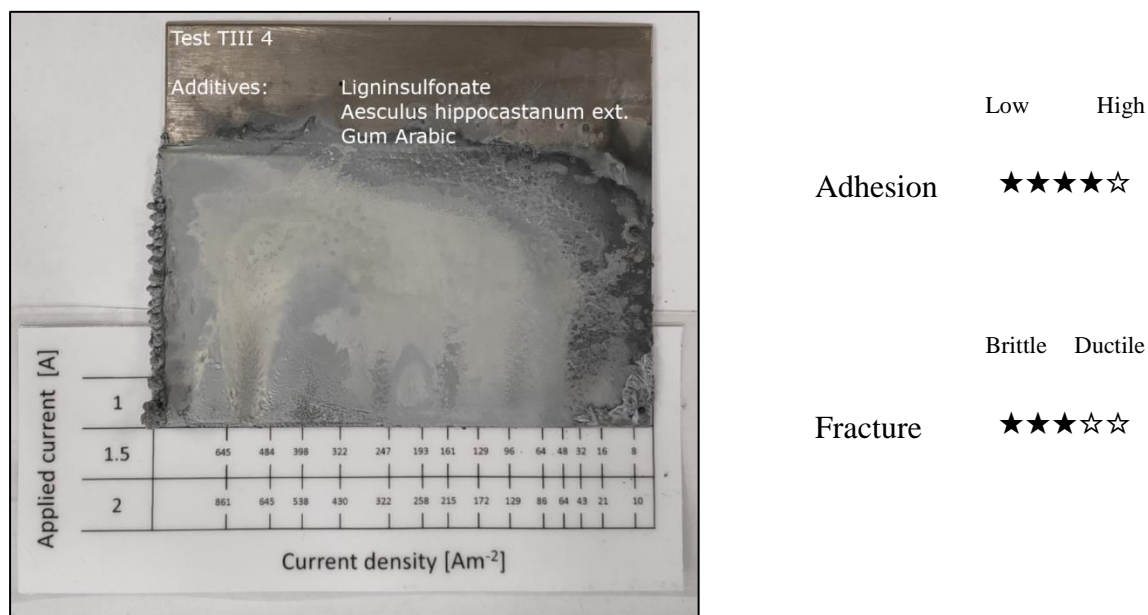 Test TIII 4
Additives: Ligninsulfonate
Aesculus hippocastanum ext.
Gum Arabic
Applied current [A]
1
1.5 645 484 398 322 247 193 161 129 96 64 48 32 16 8
2 861 645 538 430 322 258 215 172 129 86 64 43 21 10
Current density [Am⁻²]
Low High
Adhesion ★★★★☆
Brittle Ductile
Fracture ★★★☆☆